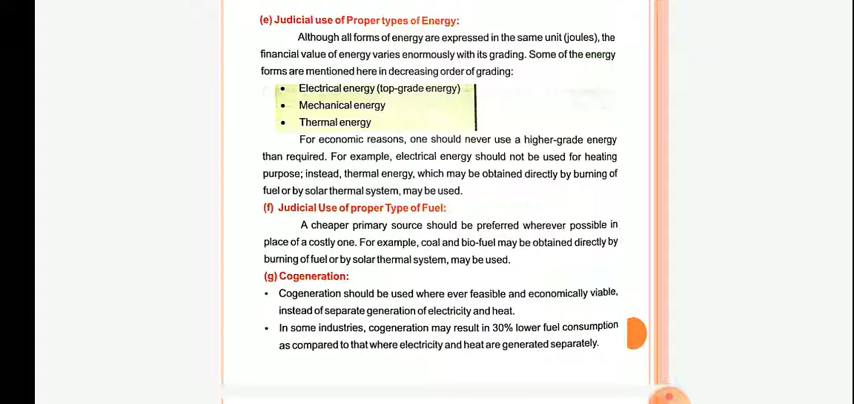 (e) Judicial use of Proper types of Energy:
Although all forms of energy are expressed in the same unit (joules), the
financial value of energy varies enormously with its grading. Some of the energy
forms are mentioned here in decreasing order of grading:
• Electrical energy (top-grade energy)
• Mechanical energy
• Thermal energy
For economic reasons, one should never use a higher-grade energy
than required. For example, electrical energy should not be used for heating
purpose; instead, thermal energy, which may be obtained directly by burning of
fuel or by solar thermal system, may be used.
(f) Judicial Use of proper Type of Fuel:
A cheaper primary source should be preferred wherever possible in
place of a costly one. For example, coal and bio-fuel may be obtained directly by
burning of fuel or by solar thermal system, may be used.
(g) Cogeneration:
• Cogeneration should be used where ever feasible and economically viable,
instead of separate generation of electricity and heat.
• In some industries, cogeneration may result in 30% lower fuel consumption
as compared to that where electricity and heat are generated separately.